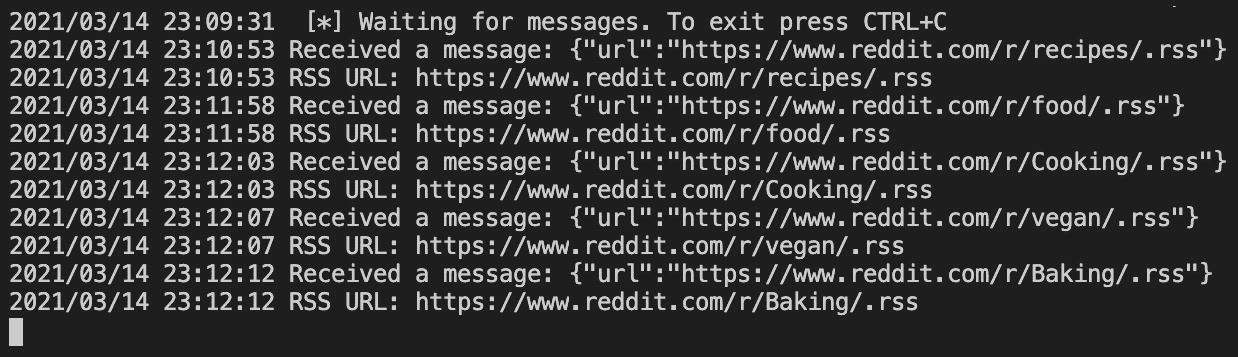 2021/03/14 23:09:31  [*] Waiting for messages. To exit press CTRL+C
2021/03/14 23:10:53 Received a message: {"url":"https://www.reddit.com/r/recipes/.rss"}
2021/03/14 23:10:53 RSS URL: https://www.reddit.com/r/recipes/.rss
2021/03/14 23:11:58 Received a message: {"url":"https://www.reddit.com/r/food/.rss"}
2021/03/14 23:11:58 RSS URL: https://www.reddit.com/r/food/.rss
2021/03/14 23:12:03 Received a message: {"url":"https://www.reddit.com/r/Cooking/.rss"}
2021/03/14 23:12:03 RSS URL: https://www.reddit.com/r/Cooking/.rss
2021/03/14 23:12:07 Received a message: {"url":"https://www.reddit.com/r/vegan/.rss"}
2021/03/14 23:12:07 RSS URL: https://www.reddit.com/r/vegan/.rss
2021/03/14 23:12:12 Received a message: {"url":"https://www.reddit.com/r/Baking/.rss"}
2021/03/14 23:12:12 RSS URL: https://www.reddit.com/r/Baking/.rss